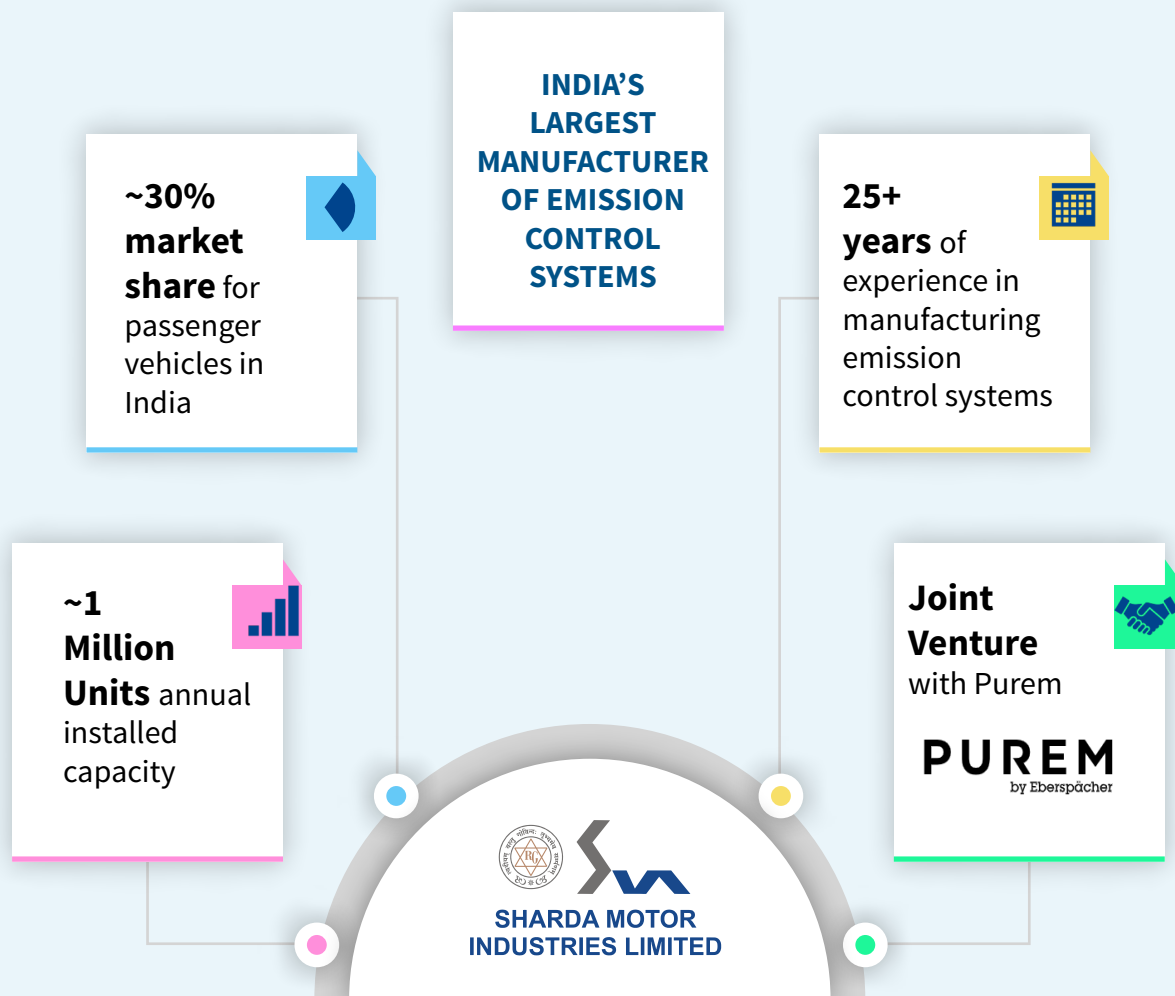 INDIA’S
LARGEST
MANUFACTURER
OF EMISSION
CONTROL
SYSTEMS
~30%
market
share for
passenger
vehicles in
India
25+
years of
experience in
manufacturing
emission
control systems
~1
Million
Units annual
installed
capacity
Joint
Venture
with Purem
PUREM
by Eberspächer
SHARDA MOTOR
INDUSTRIES LIMITED